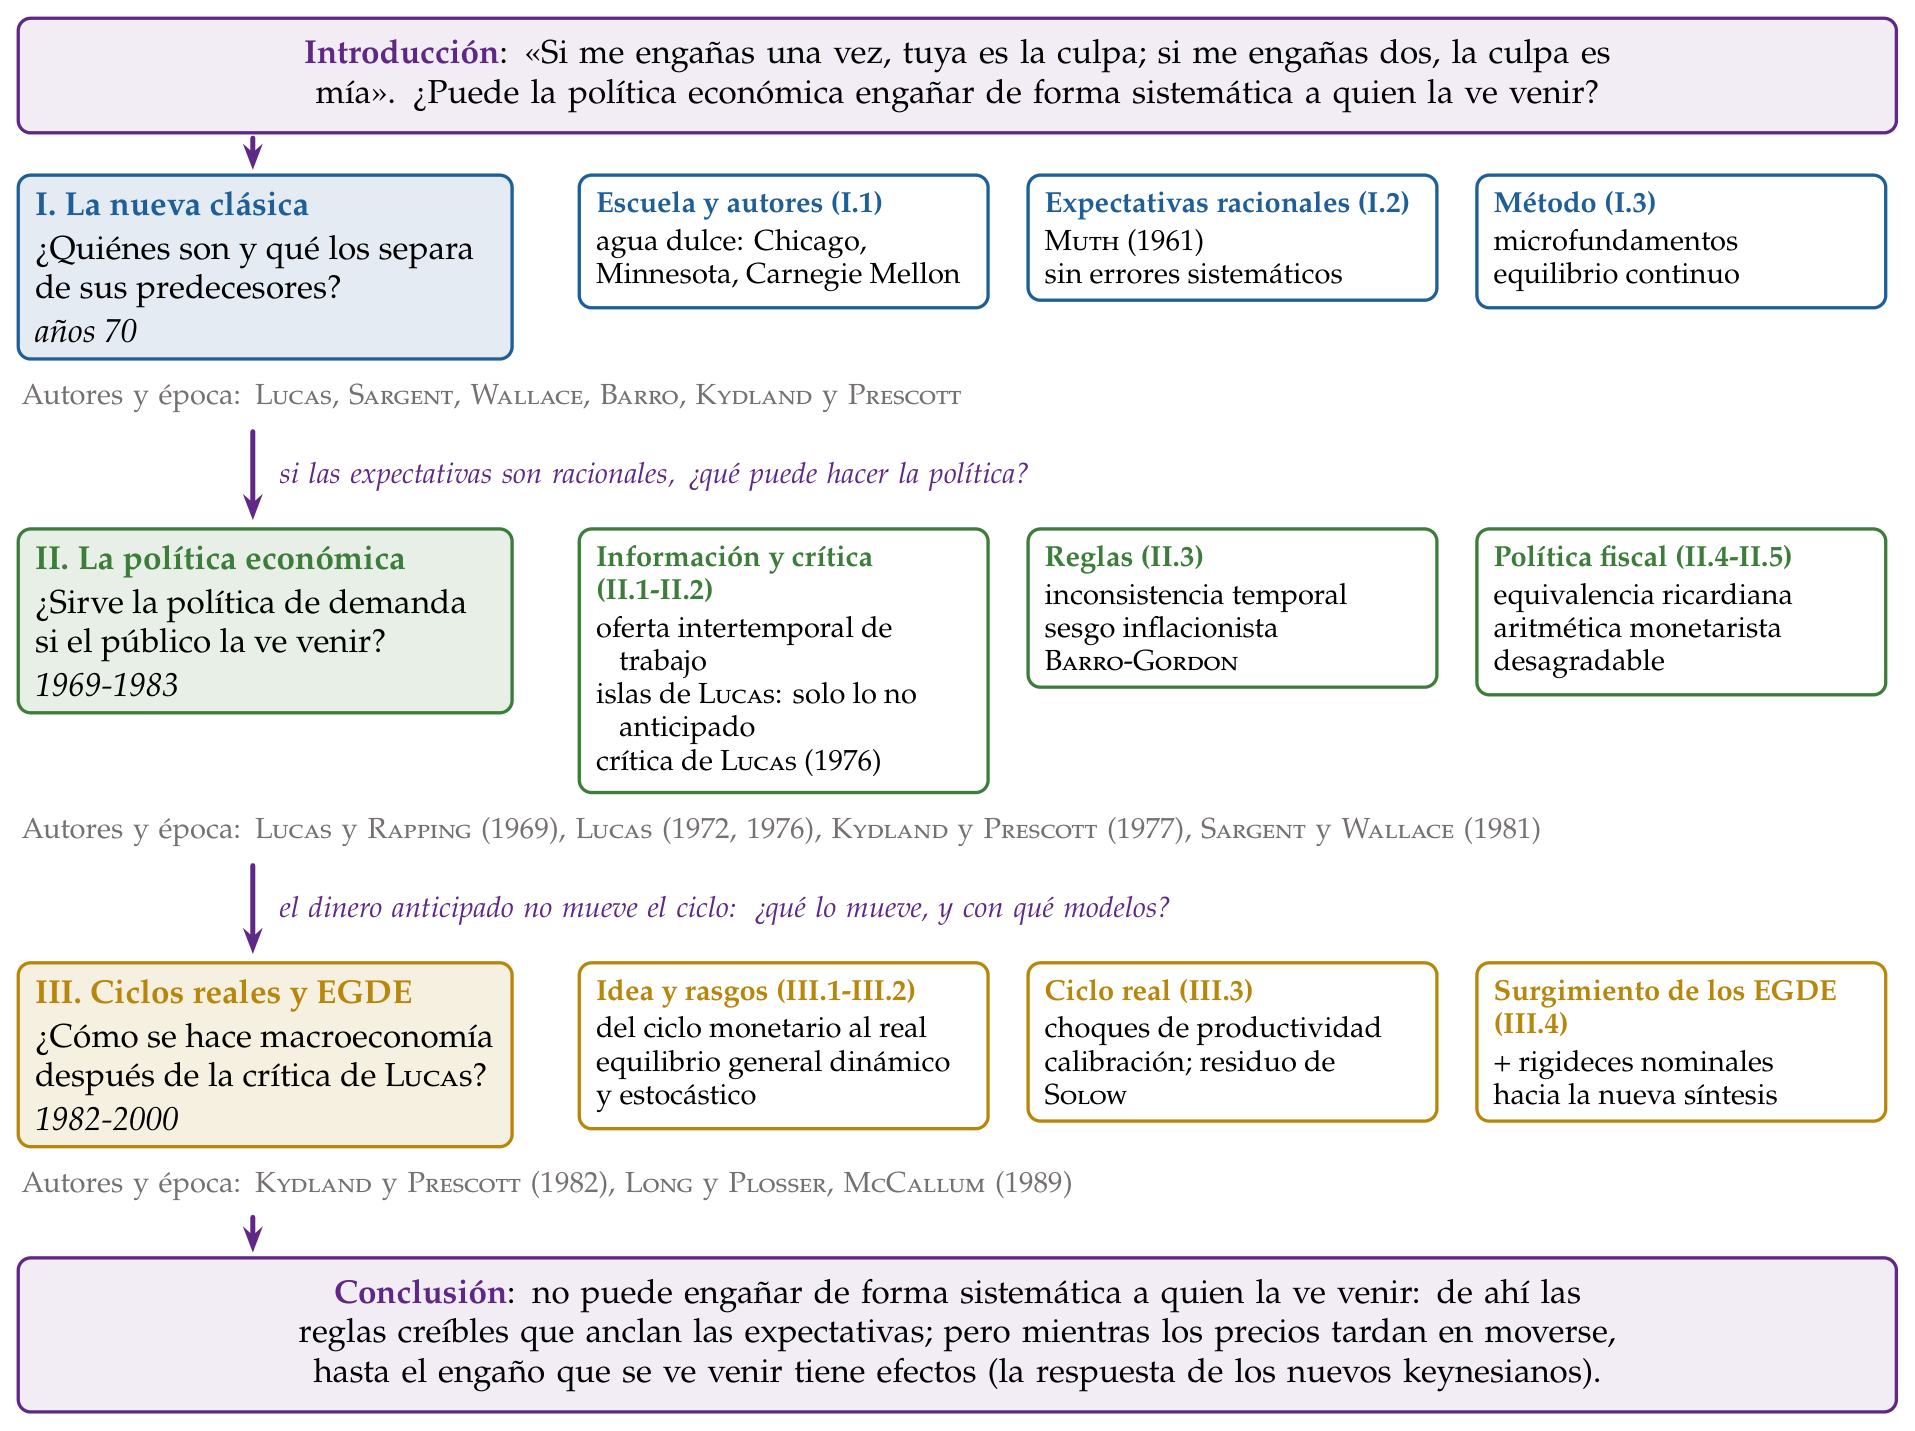 Introducción: «Si me engañas una vez, tuya es la culpa; si me engañas dos, la culpa es
mía». ¿Puede la política económica engañar de forma sistemática a quien la ve venir?
I. La nueva clásica
¿Quiénes son y qué los separa
de sus predecesores?
años 70
Escuela y autores (I.1)
agua dulce: Chicago,
Minnesota, Carnegie Mellon
Expectativas racionales (I.2)
Muth (1961)
sin errores sistemáticos
Método (I.3)
microfundamentos
equilibrio continuo
Autores y época: Lucas, Sargent, Wallace, Barro, Kydland y Prescott
si las expectativas son racionales, ¿qué puede hacer la política?
II. La política económica
¿Sirve la política de demanda
si el público la ve venir?
1969-1983
Información y crítica
(II.1-II.2)
oferta intertemporal de
trabajo
islas de Lucas: solo lo no
anticipado
crítica de Lucas (1976)
Reglas (II.3)
inconsistencia temporal
sesgo inflacionista
Barro-Gordon
Política fiscal (II.4-II.5)
equivalencia ricardiana
aritmética monetarista
desagradable
Autores y época: Lucas y Rapping (1969), Lucas (1972, 1976), Kydland y Prescott (1977), Sargent y Wallace (1981)
el dinero anticipado no mueve el ciclo: ¿qué lo mueve, y con qué modelos?
III. Ciclos reales y EGDE
¿Cómo se hace macroeconomía
después de la crítica de Lucas?
1982-2000
Idea y rasgos (III.1-III.2)
del ciclo monetario al real
equilibrio general dinámico
y estocástico
Ciclo real (III.3)
choques de productividad
calibración; residuo de
Solow
Surgimiento de los EGDE
(III.4)
+ rigideces nominales
hacia la nueva síntesis
Autores y época: Kydland y Prescott (1982), Long y Plosser, McCallum (1989)
Conclusión: no puede engañar de forma sistemática a quien la ve venir: de ahí las
reglas creíbles que anclan las expectativas; pero mientras los precios tardan en moverse,
hasta el engaño que se ve venir tiene efectos (la respuesta de los nuevos keynesianos).